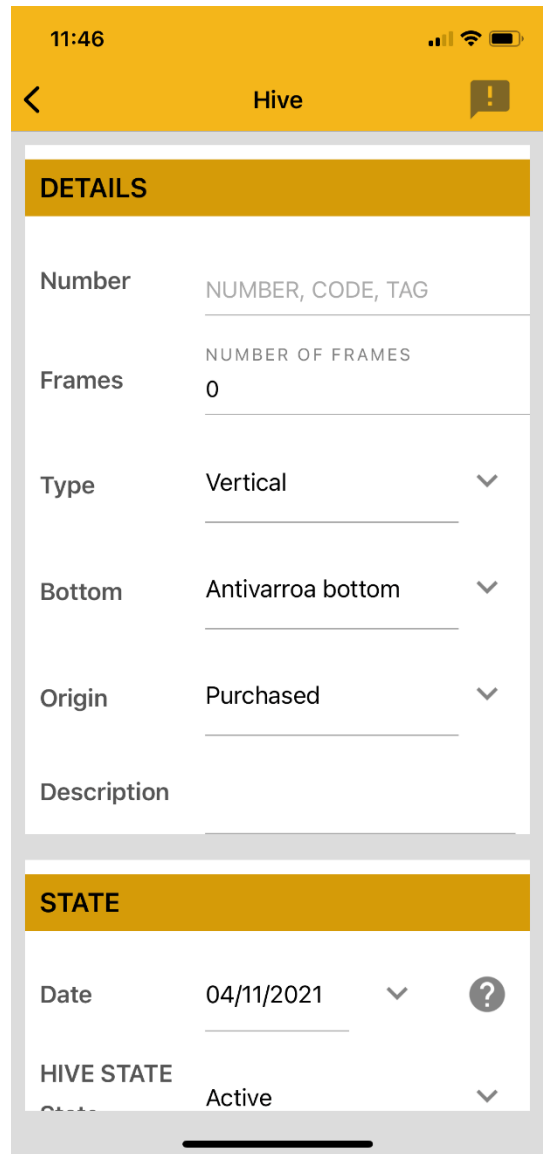 11:46
Hive
DETAILS
Number NUMBER, CODE, TAG
NUMBER OF FRAMES
Frames 0
Type Vertical
Bottom Antivarroa bottom
Origin Purchased
Description
STATE
Date 04/11/2021
HIVE STATE
Active